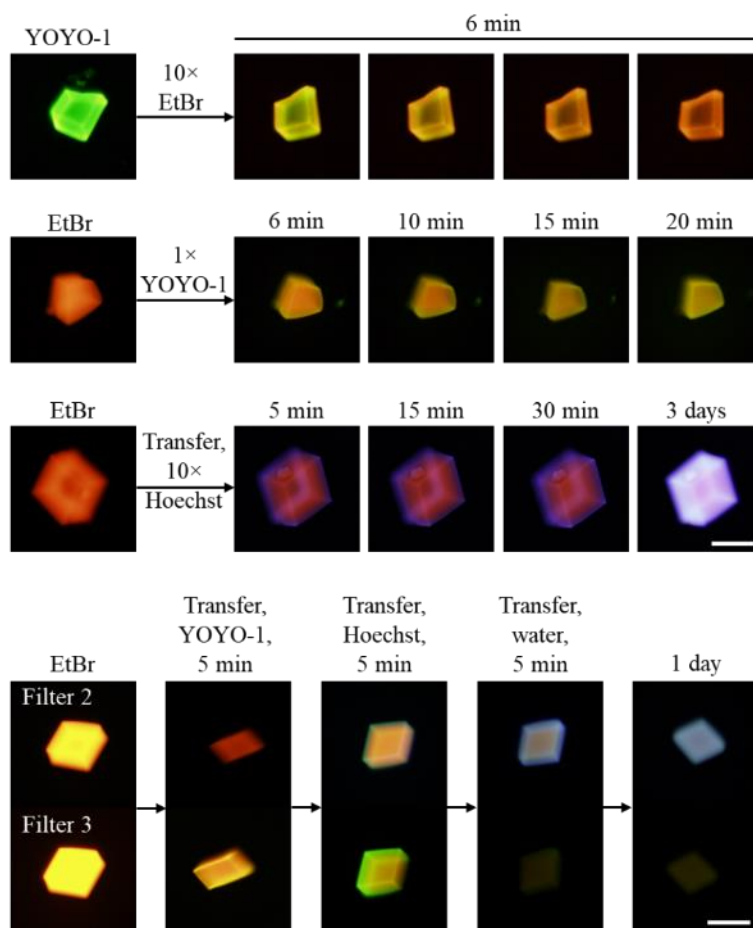 YOYO-1
6 min
10×
EtBr
EtBr
6 min
10 min
15 min
20 min
1×
YOYO-1
EtBr
5 min
15 min
30 min
3 days
Transfer,
10×
Hoechst
EtBr
Transfer,
YOYO-1,
5 min
Transfer,
Hoechst,
5 min
Transfer,
water,
5 min
1 day
Filter 2
Filter 3